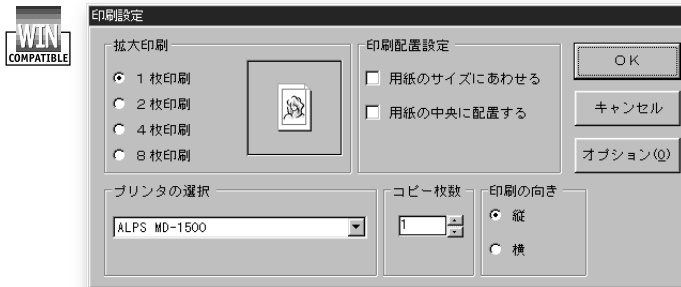 WIN
COMPATIBLE
印刷設定
拡大印刷
1 枚印刷
2 枚印刷
4 枚印刷
8 枚印刷
印刷配置設定
用紙のサイズにあわせる
用紙の中央に配置する
OK
キャンセル
オプション(O)
プリンタの選択
ALPS MD-1500
コピー枚数
1
印刷の向き
縦
横